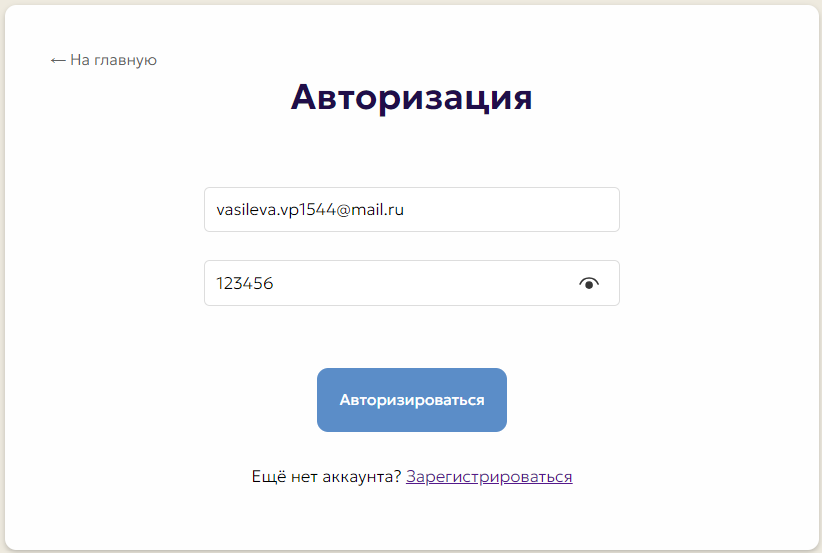 ← На главную
Авторизация
vasileva.vp1544@mail.ru
123456
Авторизироваться
Ещё нет аккаунта? Зарегистрироваться